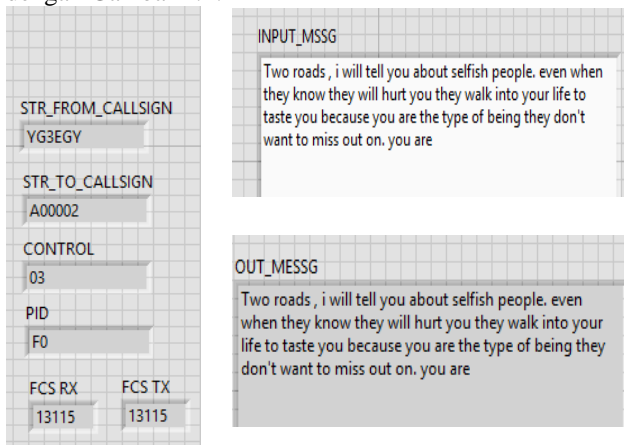 STR_FROM_CALLSIGN
YG3EGY
STR_TO_CALLSIGN
A00002
CONTROL
03
PID
F0
FCS RX
FCS TX
13115
13115
INPUT_MSSG
Two roads , i will tell you about selfish people. even when
they know they will hurt you they walk into your life to
taste you because you are the type of being they don't
want to miss out on. you are
OUT_MESSG
Two roads , i will tell you about selfish people. even
when they know they will hurt you they walk into your
life to taste you because you are the type of being they
don't want to miss out on. you are